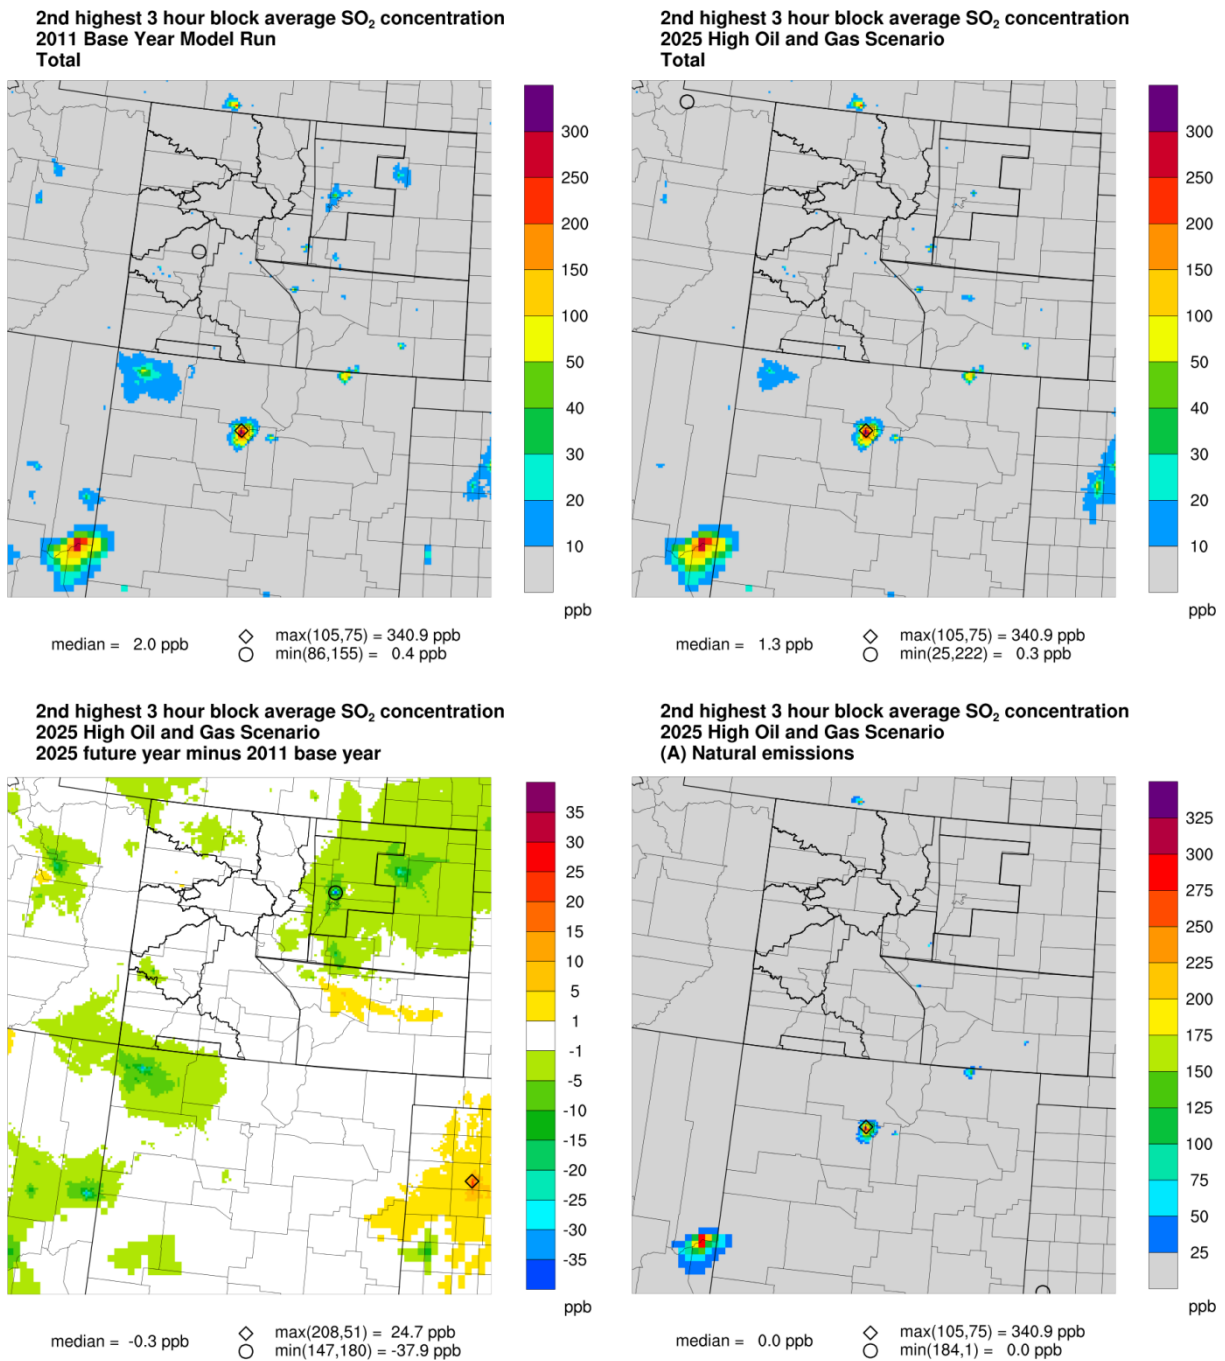 2nd highest 3 hour block average SO₂ concentration
2011 Base Year Model Run
Total
300
250
200
150
100
50
40
30
20
10
ppb
median = 2.0 ppb
max(105,75) = 340.9 ppb
min(86,155) = 0.4 ppb
2nd highest 3 hour block average SO₂ concentration
2025 High Oil and Gas Scenario
Total
300
250
200
150
100
50
40
30
20
10
ppb
median = 1.3 ppb
max(105,75) = 340.9 ppb
min(25,222) = 0.3 ppb
2nd highest 3 hour block average SO₂ concentration
2025 High Oil and Gas Scenario
2025 future year minus 2011 base year
35
30
25
20
15
10
5
1
-1
-5
-10
-15
-20
-25
-30
-35
ppb
median = -0.3 ppb
max(208,51) = 24.7 ppb
min(147,180) = -37.9 ppb
2nd highest 3 hour block average SO₂ concentration
2025 High Oil and Gas Scenario
(A) Natural emissions
325
300
275
250
225
200
175
150
125
100
75
50
25
ppb
median = 0.0 ppb
max(105,75) = 340.9 ppb
min(184,1) = 0.0 ppb